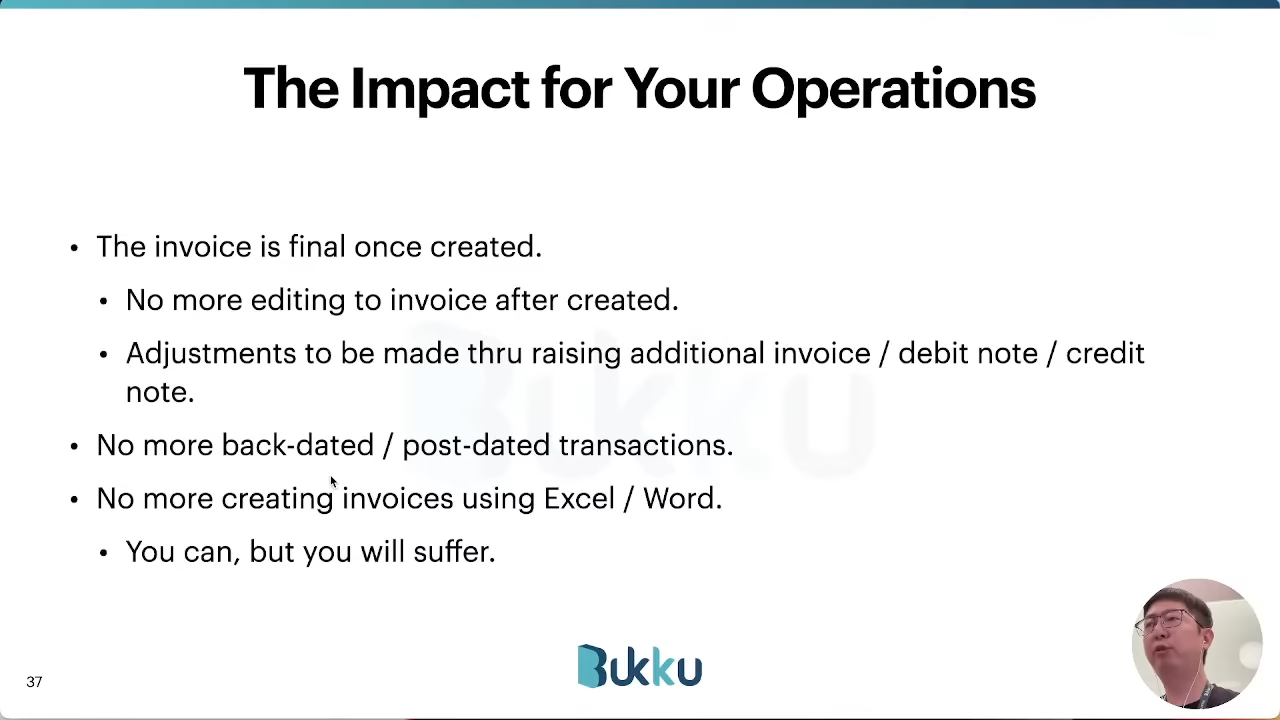 The Impact for Your Operations
• The invoice is final once created.
• No more editing to invoice after created.
• Adjustments to be made thru raising additional invoice / debit note / credit
note.
• No more back-dated / post-dated transactions.
• No more creating invoices using Excel / Word.
• You can, but you will suffer.
Bukku
Bukku
37